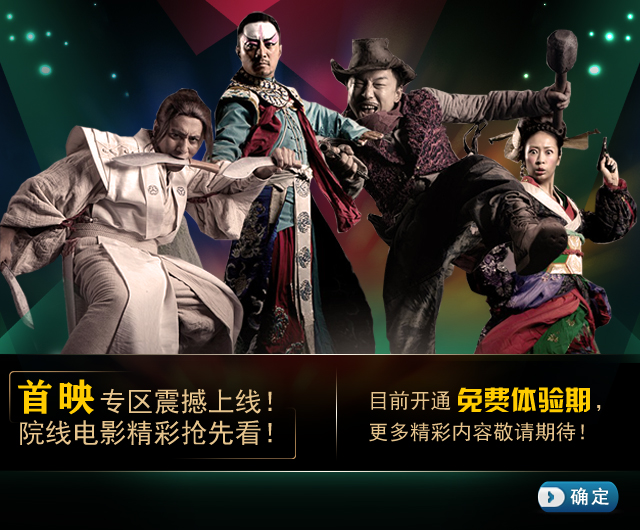 首映专区震撼上线！
院线电影精彩抢先看！
目前开通 免费体验期，
更多精彩内容敬请期待！
确定